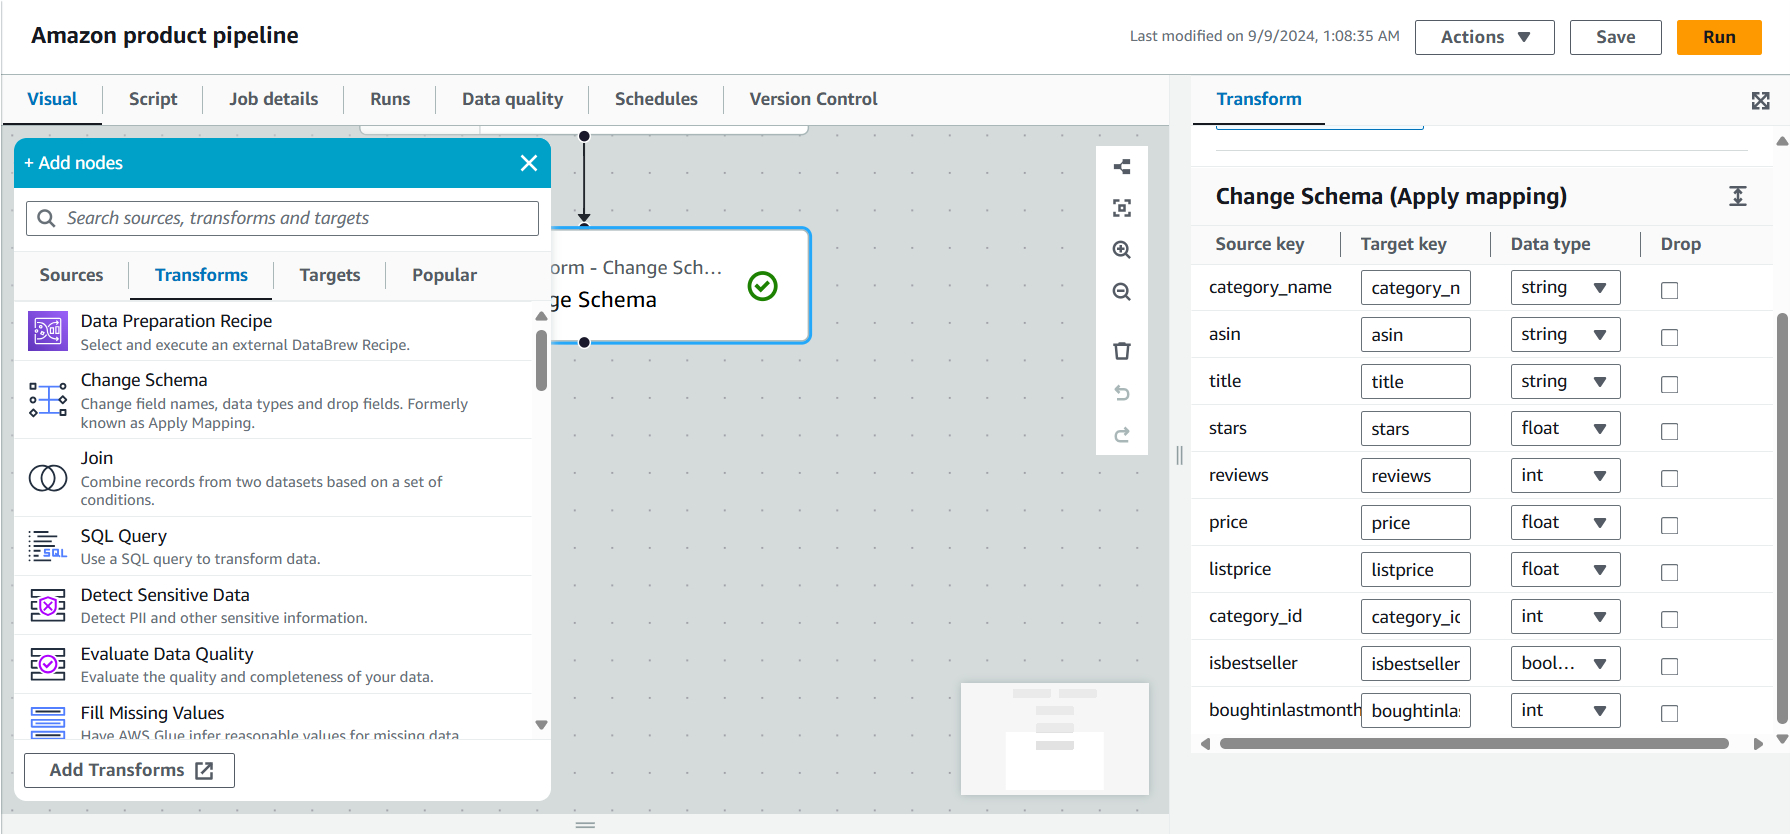 Amazon product pipeline
Last modified on 9/9/2024, 1:08:35 AM
Actions
Save
Run
Visual
Script
Job details
Runs
Data quality
Schedules
Version Control
Transform
+ Add nodes
Search sources, transforms and targets
Sources
Transforms
Targets
Popular
Data Preparation Recipe
Select and execute an external DataBrew Recipe.
Change Schema
Change field names, data types and drop fields. Formerly
known as Apply Mapping.
Join
Combine records from two datasets based on a set of
conditions.
SQL
SQL Query
Use a SQL query to transform data.
Detect Sensitive Data
Detect PII and other sensitive information.
Evaluate Data Quality
Evaluate the quality and completeness of your data.
Fill Missing Values
Have AWS Glue infer reasonable values for missing data
Add Transforms
orm - Change Sch...
ge Schema
Change Schema (Apply mapping)
Source key Target key Data type Drop
category_name category_n string
asin asin string
title title string
stars stars float
reviews reviews int
price price float
listprice listprice float
category_id category_ic int
isbestseller isbestseller bool...
boughtinlastmonth boughtinla: int